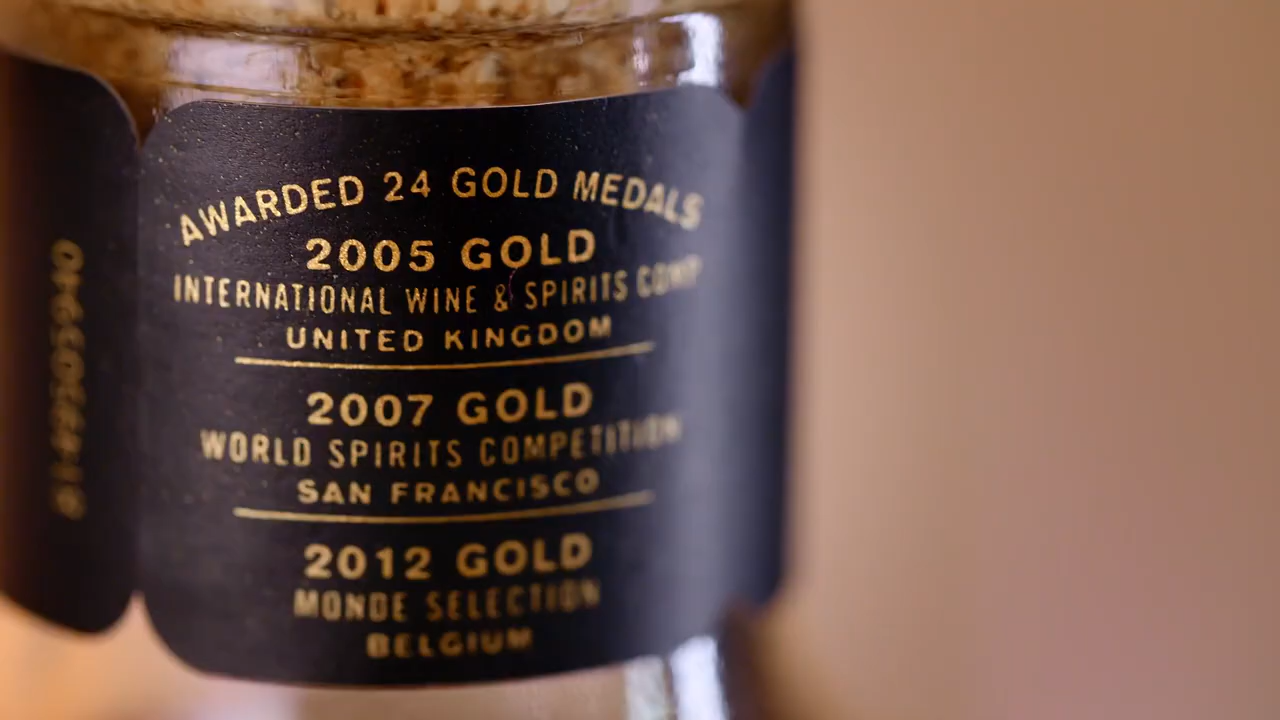 AWARDED 24 GOLD MEDALS
2005 GOLD
INTERNATIONAL WINE & SPIRITS COMP
UNITED KINGDOM
2007 GOLD
WORLD SPIRITS COMPETITION
SAN FRANCISCO
2012 GOLD
MONDE SELECTION
BELGIUM